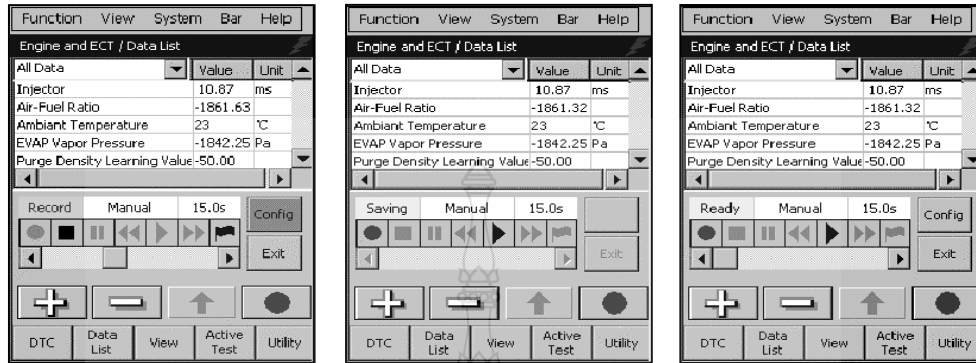 Function View System Bar Help
Engine and ECT / Data List
All Data Value Unit
Injector 10.87 ms
Air-Fuel Ratio -1861.63
Ambiant Temperature 23 ℃
EVAP Vapor Pressure -1842.25 Pa
Purge Density Learning Value -50.00
Record Manual 15.0s Config
Exit
DTC Data List View Active Test Utility
Function View System Bar Help
Engine and ECT / Data List
All Data Value Unit
Injector 10.87 ms
Air-Fuel Ratio -1861.32
Ambiant Temperature 23 ℃
EVAP Vapor Pressure -1842.25 Pa
Purge Density Learning Value -50.00
Saving Manual 15.0s
Exit
DTC Data List View Active Test Utility
Function View System Bar Help
Engine and ECT / Data List
All Data Value Unit
Injector 10.87 ms
Air-Fuel Ratio -1861.32
Ambiant Temperature 23 ℃
EVAP Vapor Pressure -1842.25 Pa
Purge Density Learning Value -50.00
Ready Manual 15.0s Config
Exit
DTC Data List View Active Test Utility